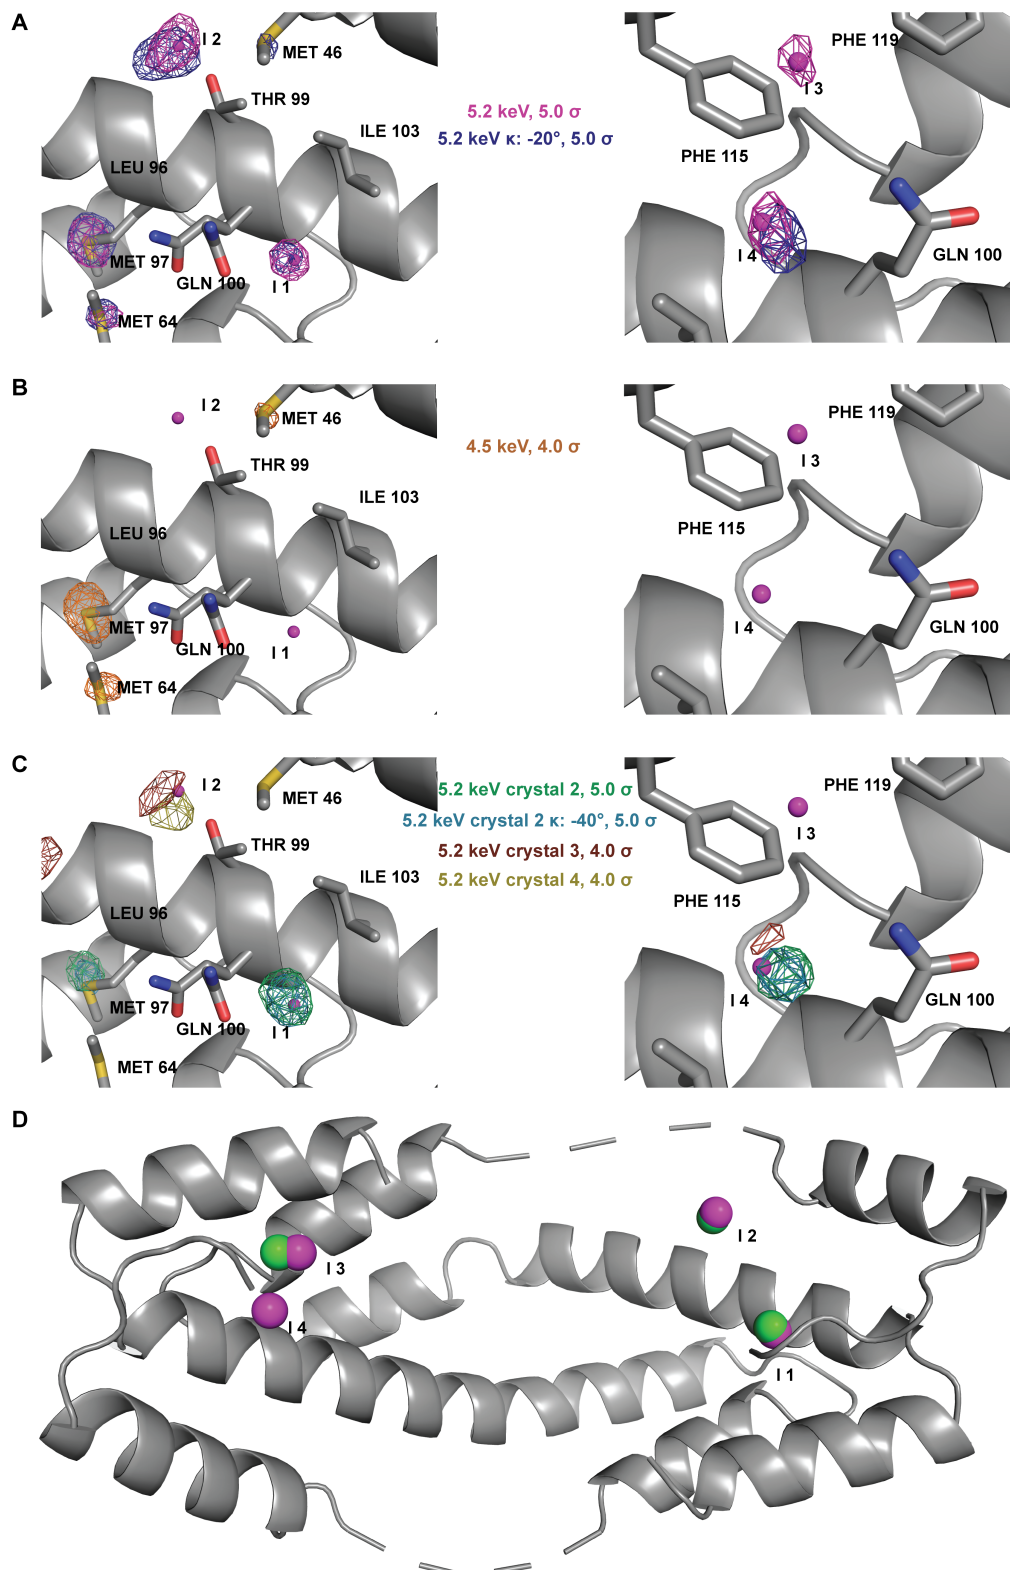 A
I 2
MET 46
THR 99
ILE 103
LEU 96
MET 97
GLN 100
I 1
MET 64
5.2 keV, 5.0 σ
5.2 keV κ: -20°, 5.0 σ
PHE 119
I 3
PHE 115
I 4
GLN 100
B
I 2
MET 46
THR 99
ILE 103
LEU 96
MET 97
GLN 100
I 1
MET 64
4.5 keV, 4.0 σ
PHE 119
I 3
PHE 115
I 4
GLN 100
C
I 2
MET 46
THR 99
ILE 103
LEU 96
MET 97
GLN 100
I 1
MET 64
5.2 keV crystal 2, 5.0 σ
5.2 keV crystal 2 κ: -40°, 5.0 σ
5.2 keV crystal 3, 4.0 σ
5.2 keV crystal 4, 4.0 σ
PHE 119
I 3
PHE 115
I 4
GLN 100
D
I 2
I 3
I 4
I 1